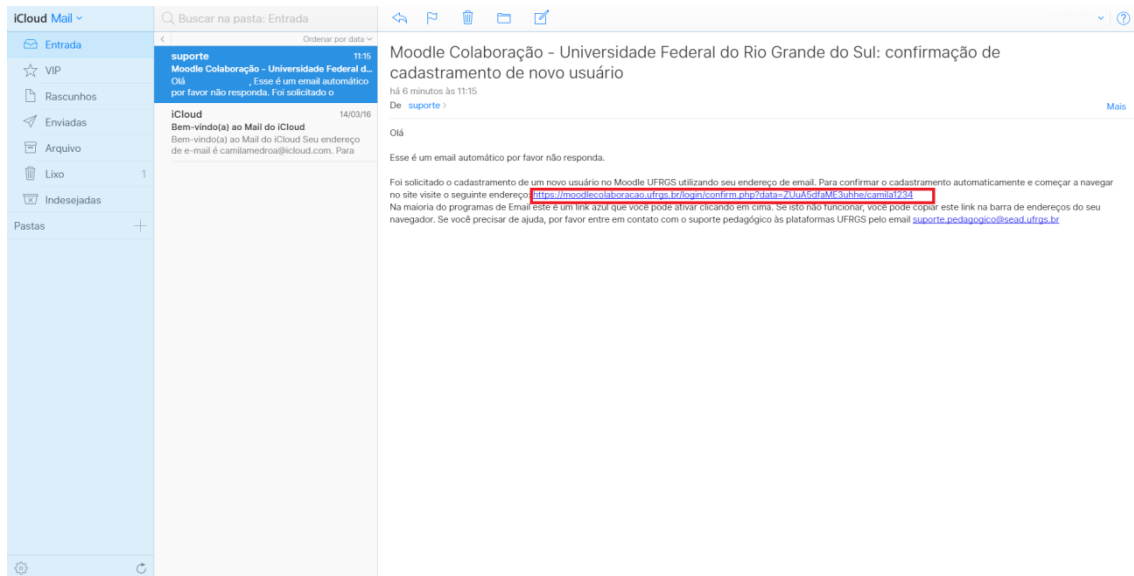 iCloud Mail
Entrada
VIP
Rascunhos
Enviadas
Arquivo
Lixo 1
Indesejadas
Pastas
Buscar na pasta: Entrada
Ordenar por data
suporte 11:15
Moodle Colaboração - Universidade Federal d...
Olá , Esse é um email automático
por favor não responda. Foi solicitado o
iCloud 14/03/16
Bem-vindo(a) ao Mail do iCloud
Bem-vindo(a) ao Mail do iCloud Seu endereço
de e-mail é camilamedroa@icloud.com. Para
Moodle Colaboração - Universidade Federal do Rio Grande do Sul: confirmação de
cadastramento de novo usuário
há 6 minutos às 11:15
De suporte
Mais
Olá
Esse é um email automático por favor não responda.
Foi solicitado o cadastramento de um novo usuário no Moodle UFRGS utilizando seu endereço de email. Para confirmar o cadastramento automaticamente e começar a navegar
no site visite o seguinte endereço: https://moodlecolaboracao.ufrgs.br/login/confirm.php?data=ZUuA5dfaME3uhhe/camila1234
Na maioria do programas de Email este é um link azul que você pode ativar clicando em cima. Se isto não funcionar, você pode copiar este link na barra de endereços do seu
navegador. Se você precisar de ajuda, por favor entre em contato com o suporte pedagógico às plataformas UFRGS pelo email suporte.pedagogico@sead.ufrgs.br